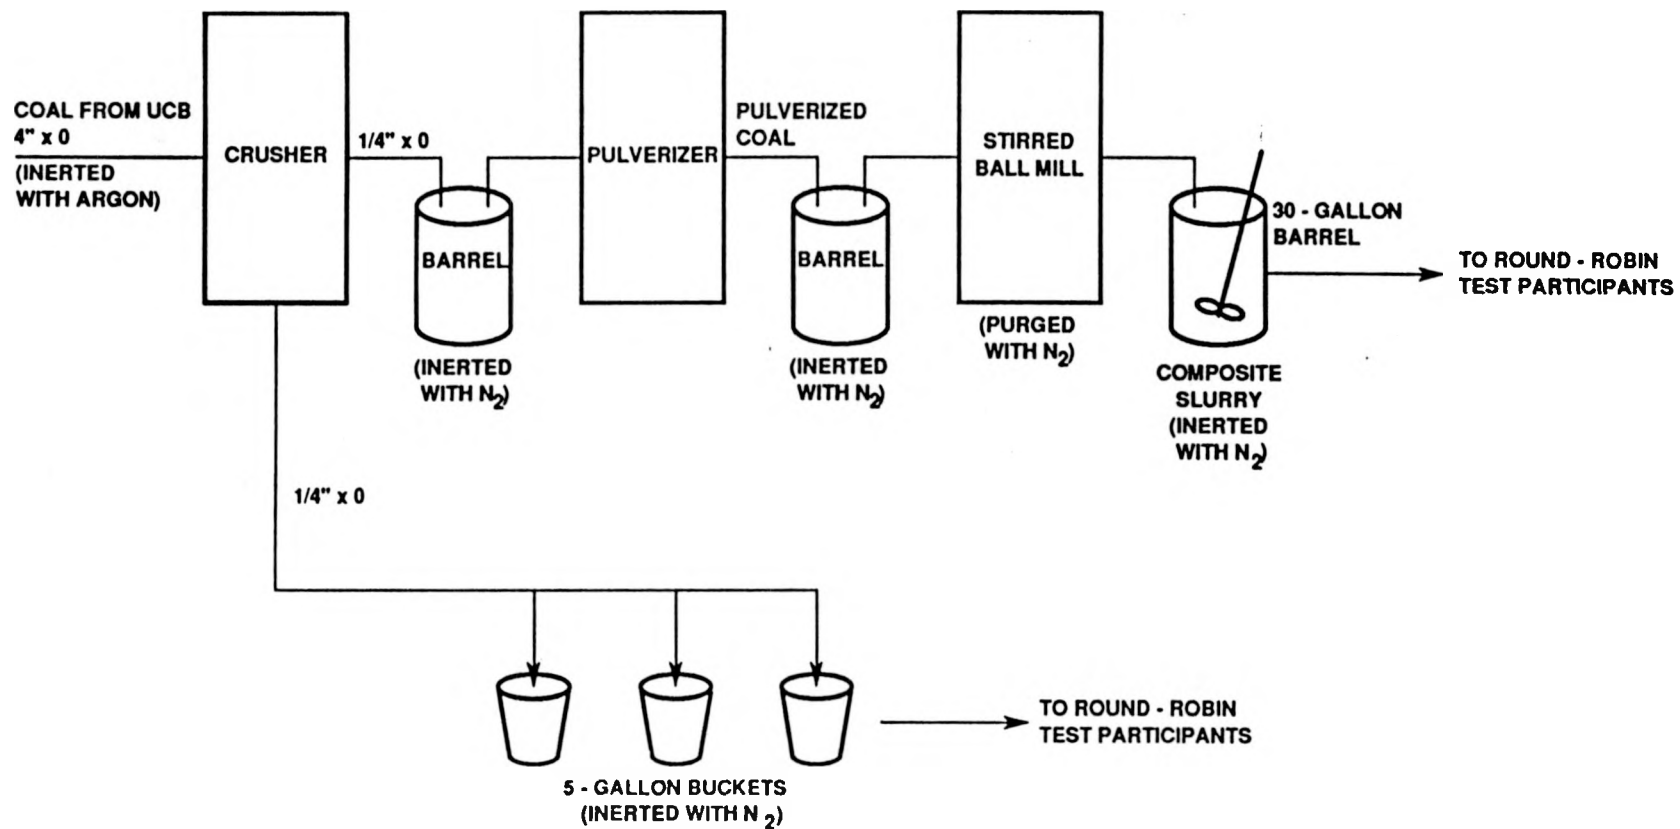 COAL FROM UCB
4" x 0
(INERTED
WITH ARGON)
CRUSHER
1/4" x 0
BARREL
(INERTED
WITH N2)
PULVERIZER
PULVERIZED
COAL
BARREL
(INERTED
WITH N2)
STIRRED
BALL MILL
(PURGED
WITH N2)
30 - GALLON
BARREL
COMPOSITE
SLURRY
(INERTED
WITH N2)
TO ROUND - ROBIN
TEST PARTICIPANTS
1/4" x 0
5 - GALLON BUCKETS
(INERTED WITH N 2)
TO ROUND - ROBIN
TEST PARTICIPANTS